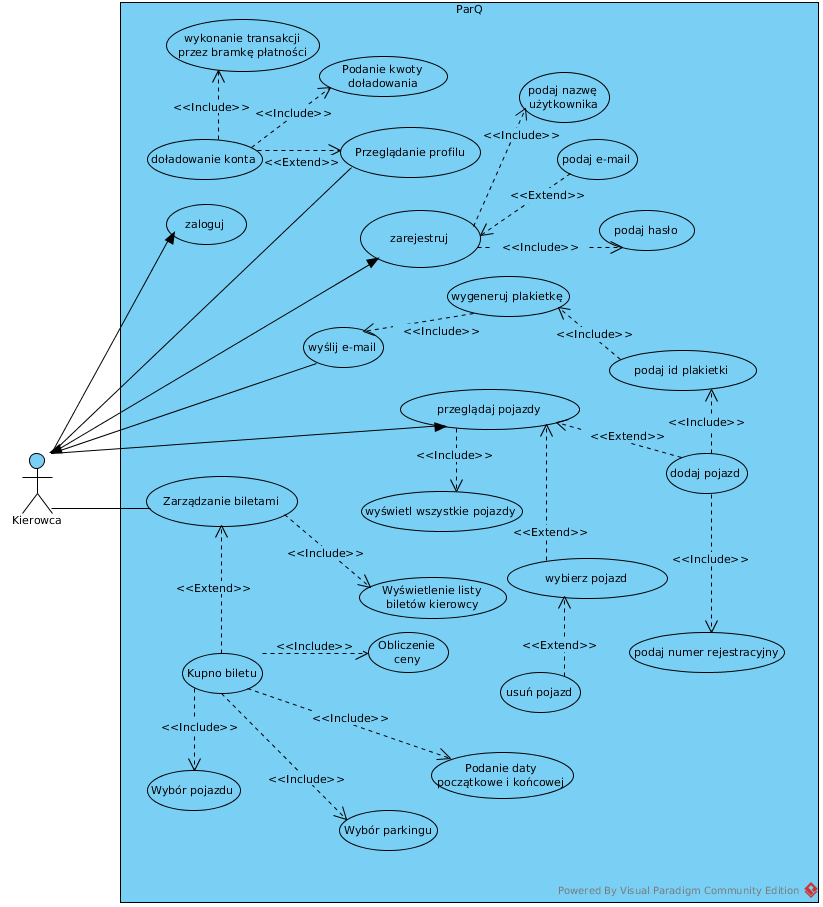 ParQ
wykonanie transakcji
przez bramkę płatności
Podanie kwoty
doładowania
podaj nazwę
użytkownika
<<Include>>
<<Include>>
<<Include>>
doładowanie konta
<<Extend>>
Przeglądanie profilu
podaj e-mail
<<Extend>>
zaloguj
zarejestruj
podaj hasło
<<Include>>
wygeneruj plakietkę
<<Include>>
<<Include>>
wyślij e-mail
podaj id plakietki
przeglądaj pojazdy
<<Include>>
<<Extend>>
<<Include>>
dodaj pojazd
Kierowca
Zarządzanie biletami
wyświetl wszystkie pojazdy
<<Extend>>
<<Include>>
<<Include>>
<<Extend>>
wybierz pojazd
Wyświetlenie listy
biletów kierowcy
<<Include>>
Obliczenie
ceny
<<Extend>>
podaj numer rejestracyjny
Kupno biletu
usuń pojazd
<<Include>>
<<Include>>
<<Include>>
Wybór pojazdu
Podanie daty
początkowe i końcowej
Wybór parkingu
Powered By Visual Paradigm Community Edition